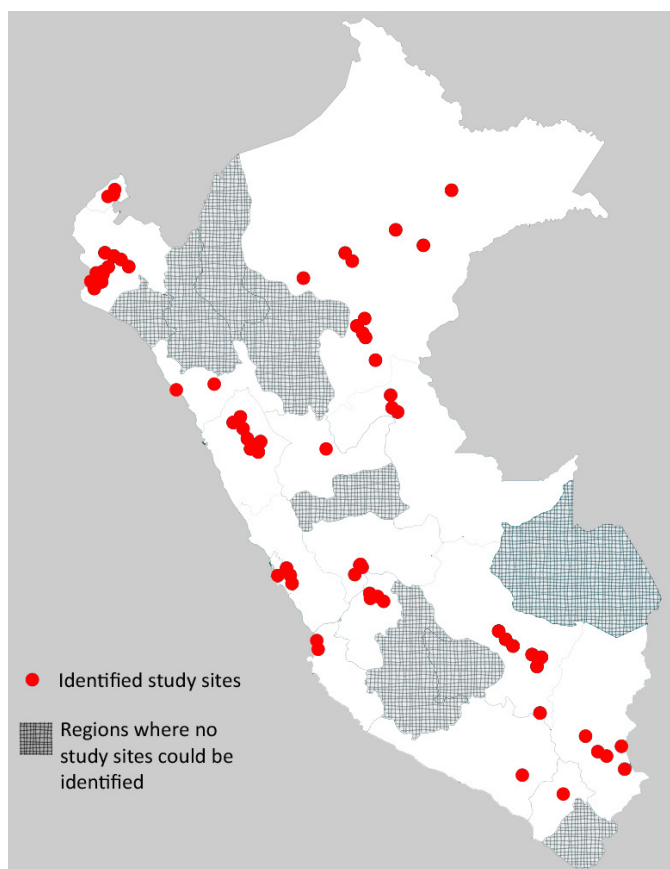 Identified study sites
Regions where no
study sites could be
identified